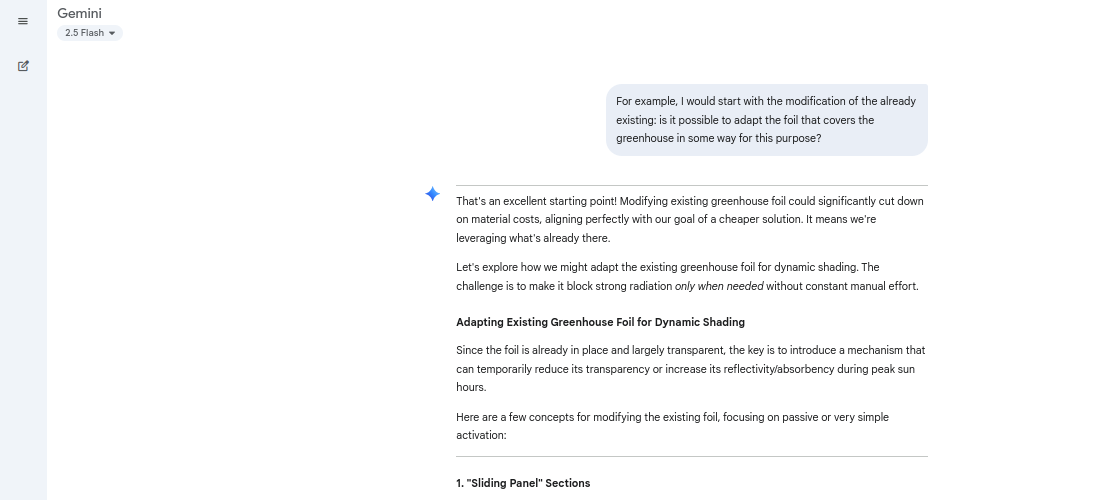 Gemini
2.5 Flash
For example, I would start with the modification of the already
existing: is it possible to adapt the foil that covers the
greenhouse in some way for this purpose?
That's an excellent starting point! Modifying existing greenhouse foil could significantly cut down
on material costs, aligning perfectly with our goal of a cheaper solution. It means we're
leveraging what's already there.
Let's explore how we might adapt the existing greenhouse foil for dynamic shading. The
challenge is to make it block strong radiation only when needed without constant manual effort.
Adapting Existing Greenhouse Foil for Dynamic Shading
Since the foil is already in place and largely transparent, the key is to introduce a mechanism that
can temporarily reduce its transparency or increase its reflectivity/absorbency during peak sun
hours.
Here are a few concepts for modifying the existing foil, focusing on passive or very simple
activation:
1. "Sliding Panel" Sections